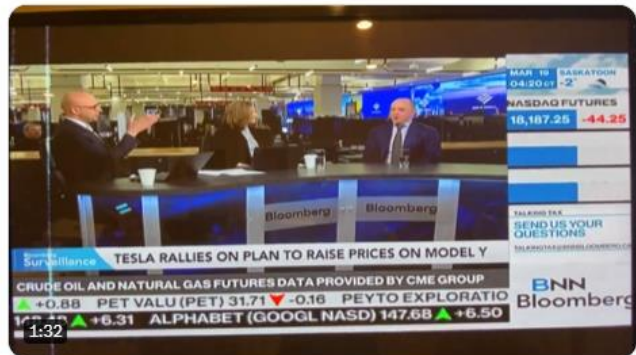 MAR 19 SASKATOON
04:20 CT -2°
NASDAQ FUTURES
18,187.25 -44.25
Bloomberg Bloomberg
TALKING TAX
SEND US YOUR
QUESTIONS
Bloomberg
Surveillance
TESLA RALLIES ON PLAN TO RAISE PRICES ON MODEL Y
CRUDE OIL AND NATURAL GAS FUTURES DATA PROVIDED BY CME GROUP
BNN
Bloomberg
▲ +0.88 PET VALU (PET) 31.71 ▼ -0.16 PEYTO EXPLORATIO
▲ +6.31 ALPHABET (GOOGL NASD) 147.68 ▲ +6.50
1:32